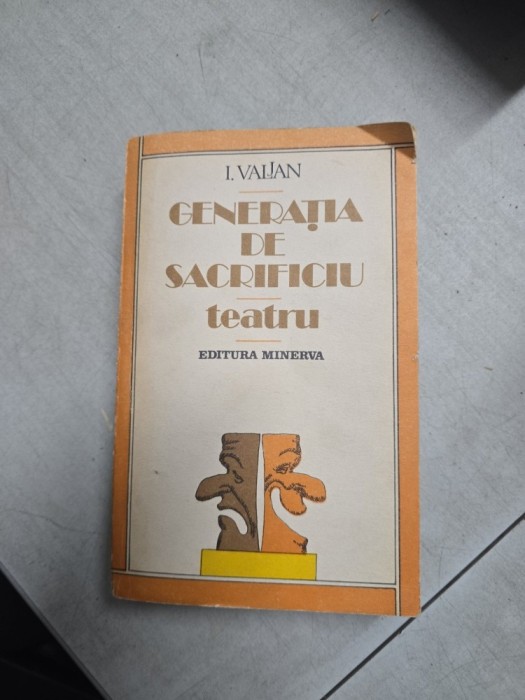 I. VALJAN
GENERAȚIA
DE
SACRIFICIU
teatru
EDITURA MINERVA